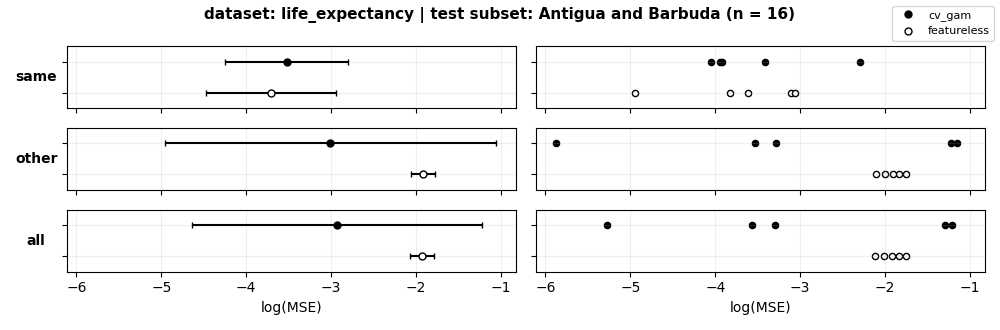 dataset: life_expectancy | test subset: Antigua and Barbuda (n = 16)
cv_gam
featureless
same
other
all
−6 −5 −4 −3 −2 −1
−6 −5 −4 −3 −2 −1
log(MSE)
log(MSE)